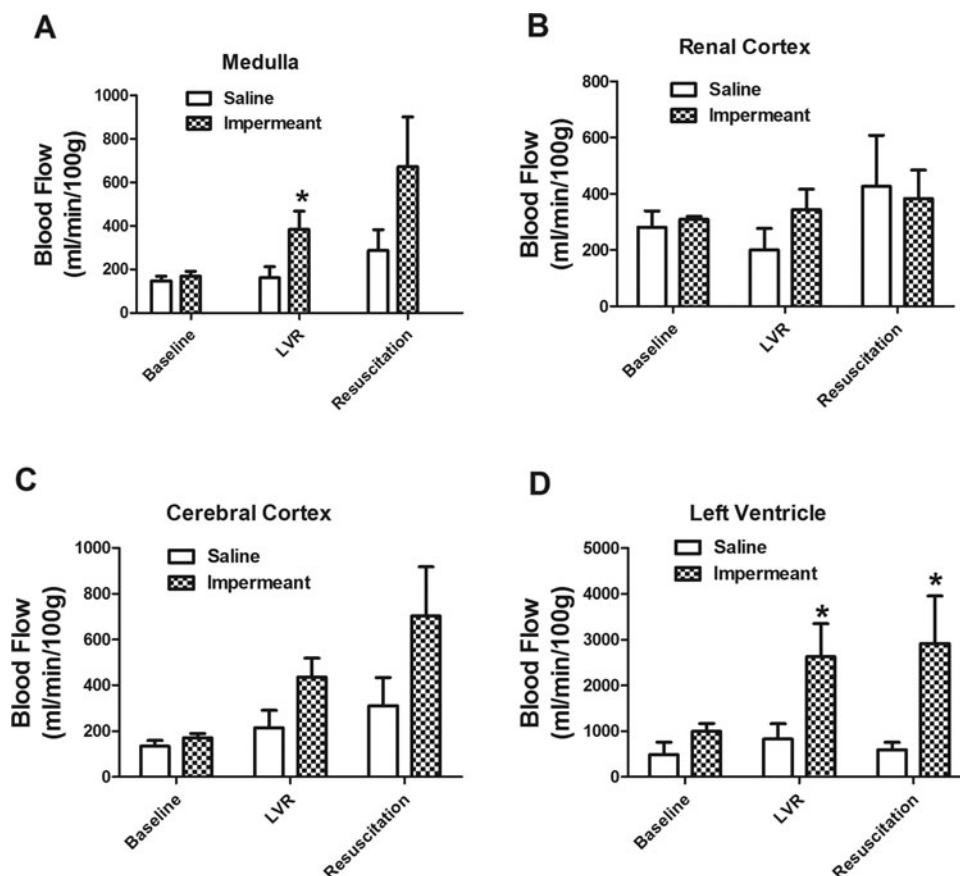 A
Medulla
Saline
Impermeant
Blood Flow
(ml/min/100g)
1000
800
600
400
200
0
*
Baseline
LVR
Resuscitation
B
Renal Cortex
Saline
Impermeant
Blood Flow
(ml/min/100g)
800
600
400
200
0
Baseline
LVR
Resuscitation
C
Cerebral Cortex
Saline
Impermeant
Blood Flow
(ml/min/100g)
1000
800
600
400
200
0
Baseline
LVR
Resuscitation
D
Left Ventricle
Saline
Impermeant
Blood Flow
(ml/min/100g)
5000
4000
3000
2000
1000
0
*
*
Baseline
LVR
Resuscitation